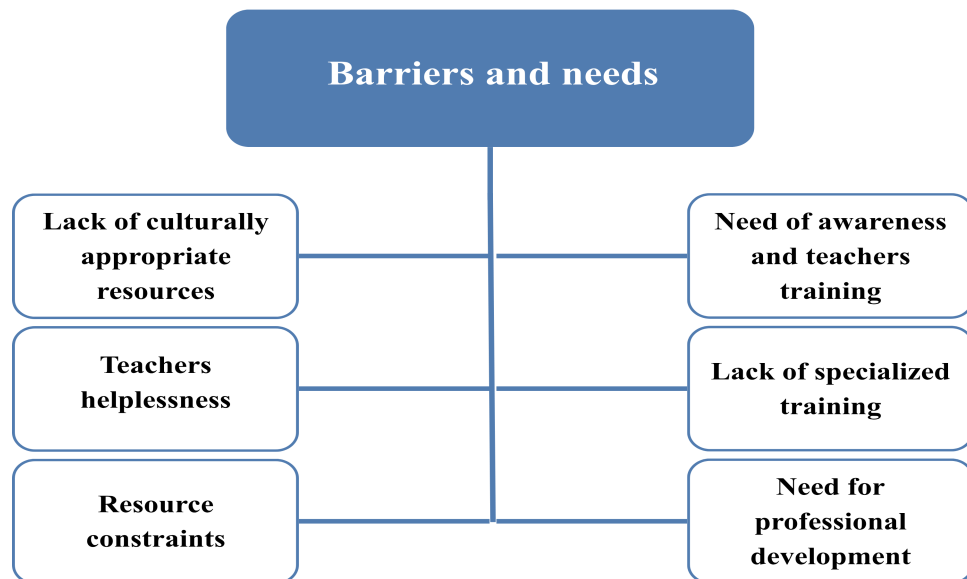 Barriers and needs
Lack of culturally
appropriate
resources
Need of awareness
and teachers
training
Teachers
helplessness
Lack of specialized
training
Resource
constraints
Need for
professional
development